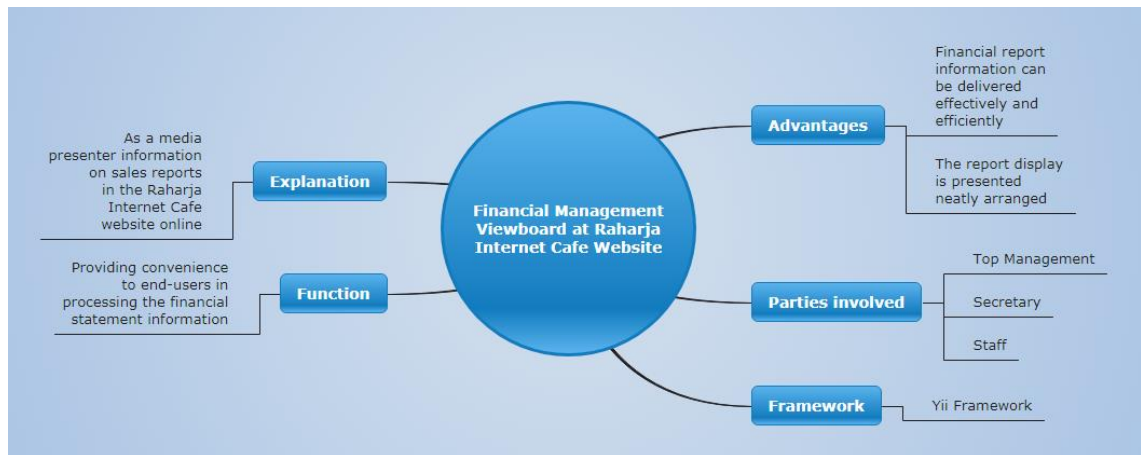 Financial Management
Viewboard at Raharja
Internet Cafe Website
Explanation
As a media
presenter information
on sales reports
in the Raharja
Internet Cafe
website online
Function
Providing convenience
to end-users in
processing the financial
statement information
Advantages
Financial report
information can
be delivered
effectively and
efficiently
The report display
is presented
neatly arranged
Parties involved
Top Management
Secretary
Staff
Framework
Yii Framework